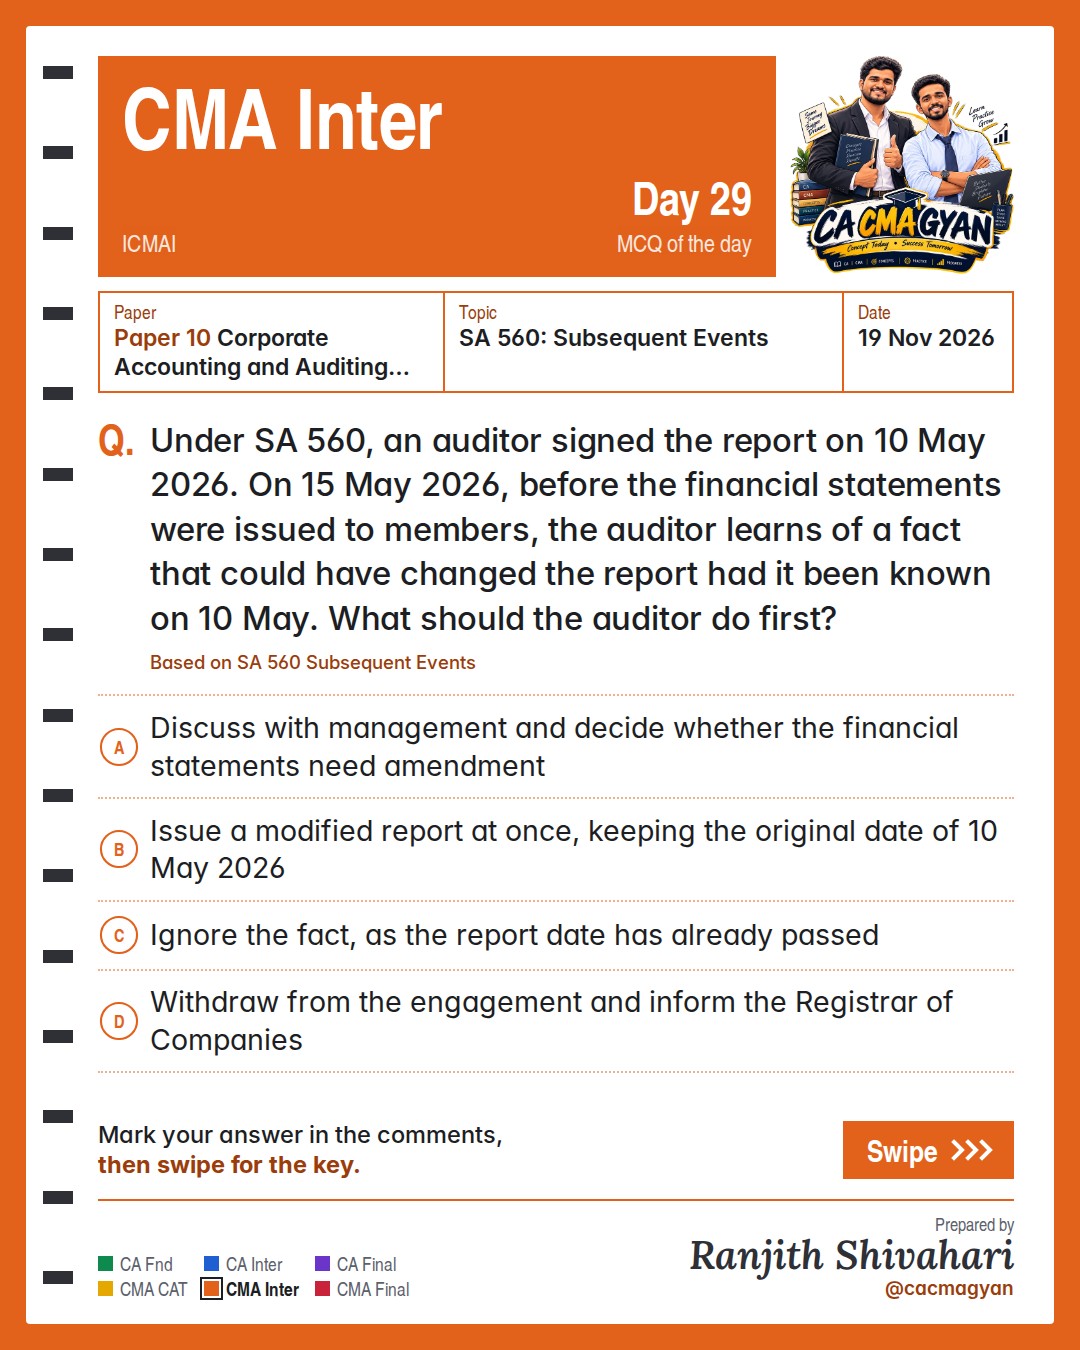 CMA Inter
Day 29
ICMAI
MCQ of the day
CA CMA GYAN
Concept Today • Success Tomorrow
Learn
Practice
Grow
Paper
Paper 10 Corporate
Accounting and Auditing...
Topic
SA 560: Subsequent Events
Date
19 Nov 2026
Q. Under SA 560, an auditor signed the report on 10 May
2026. On 15 May 2026, before the financial statements
were issued to members, the auditor learns of a fact
that could have changed the report had it been known
on 10 May. What should the auditor do first?
Based on SA 560 Subsequent Events
A Discuss with management and decide whether the financial
statements need amendment
B Issue a modified report at once, keeping the original date of 10
May 2026
C Ignore the fact, as the report date has already passed
D Withdraw from the engagement and inform the Registrar of
Companies
Mark your answer in the comments,
then swipe for the key.
Swipe
Prepared by
Ranjith Shivahari
@cacmagyan
CA Fnd CA Inter CA Final
CMA CAT CMA Inter CMA Final